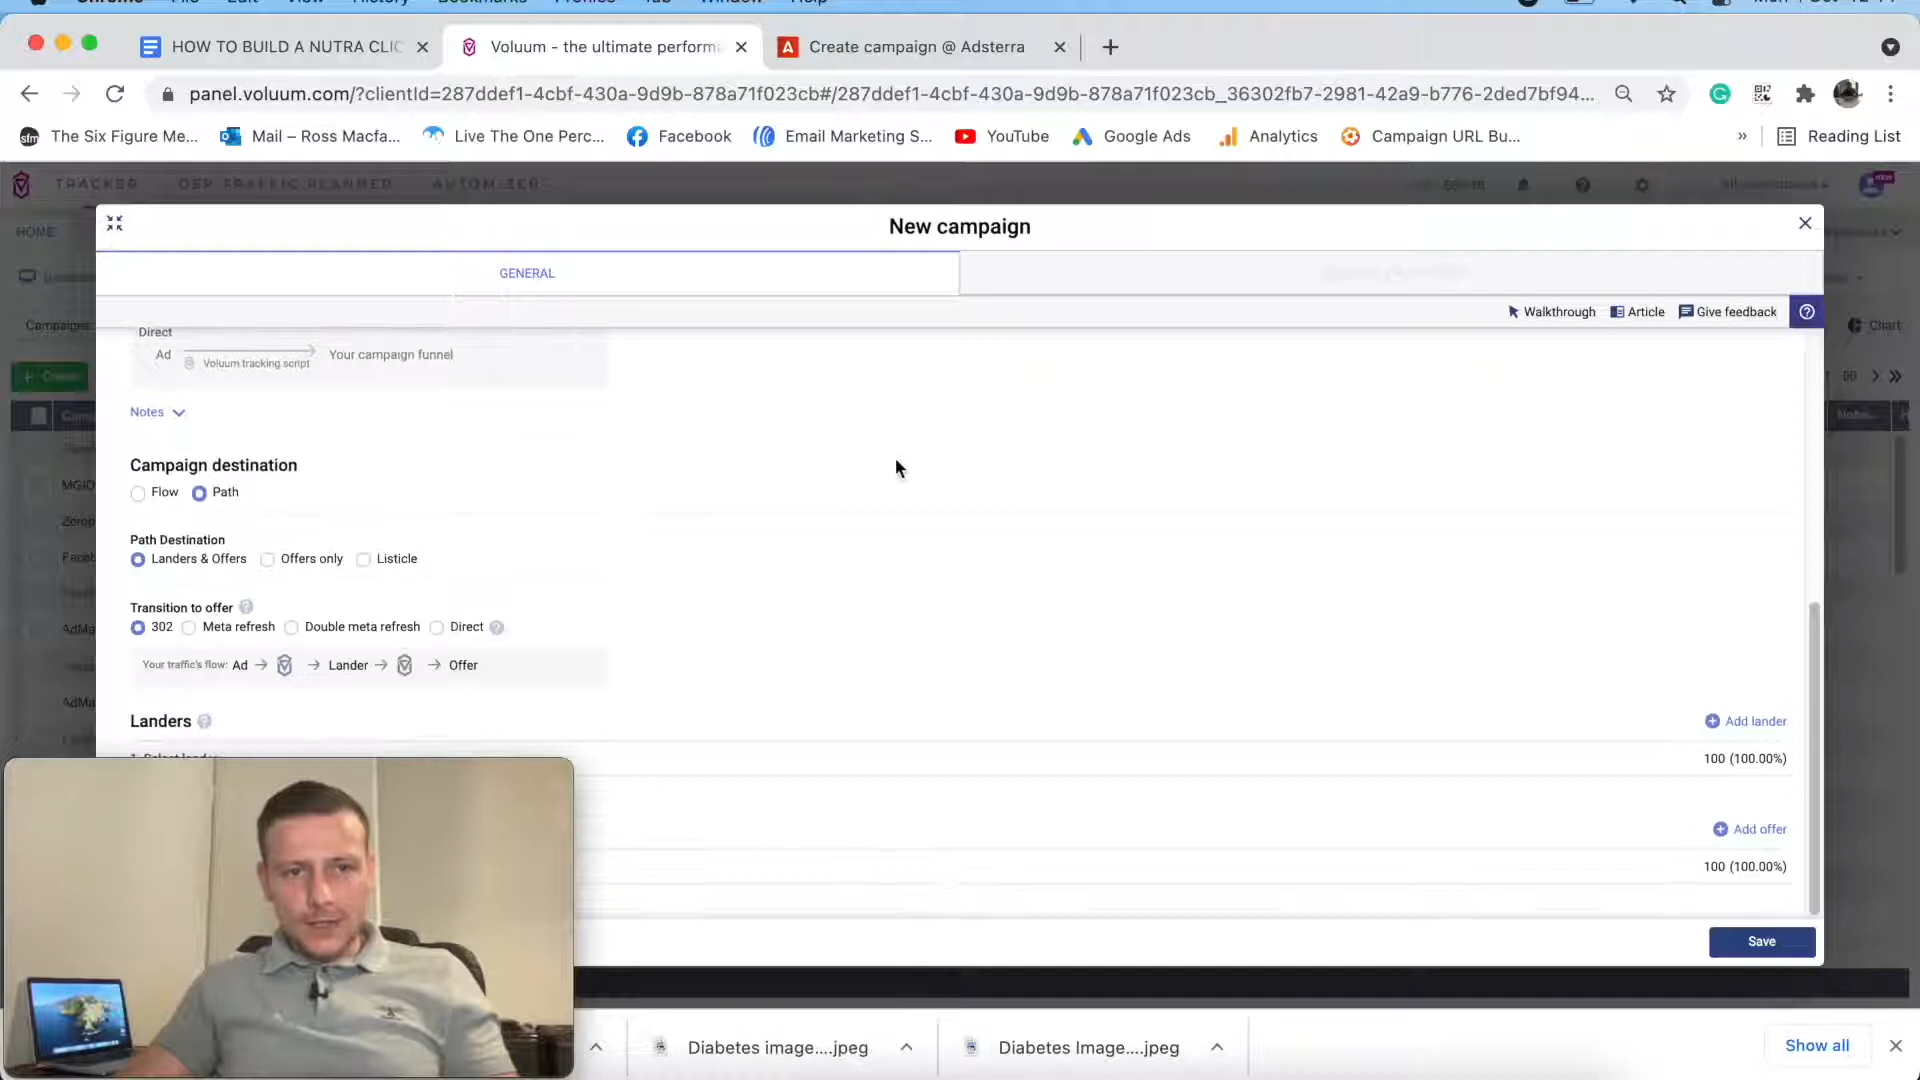 HOW TO BUILD A NUTRA CLIC
Voluum - the ultimate performa
Create campaign @ Adsterra
panel.voluum.com/?clientId=287ddef1-4cbf-430a-9d9b-878a71f023cb#/287ddef1-4cbf-430a-9d9b-878a71f023cb_36302fb7-2981-42a9-b776-2ded7bf94...
The Six Figure Me...
Mail – Ross Macfa...
Live The One Perc...
Facebook
Email Marketing S...
YouTube
Google Ads
Analytics
Campaign URL Bu...
»
Reading List
TRACKER
DSP TRAFFIC PLANNER
AUTOMIZER
HOME
New campaign
GENERAL
Walkthrough
Article
Give feedback
Campaigns
Chart
Direct
Ad
Voluum tracking script
Your campaign funnel
Notes
Campaign destination
Flow
Path
Path Destination
Landers & Offers
Offers only
Listicle
Transition to offer
302
Meta refresh
Double meta refresh
Direct
Your traffic's flow: Ad → → Lander → → Offer
Landers
Add lander
100 (100.00%)
Add offer
100 (100.00%)
Save
Diabetes image....jpeg
Diabetes Image....jpeg
Show all